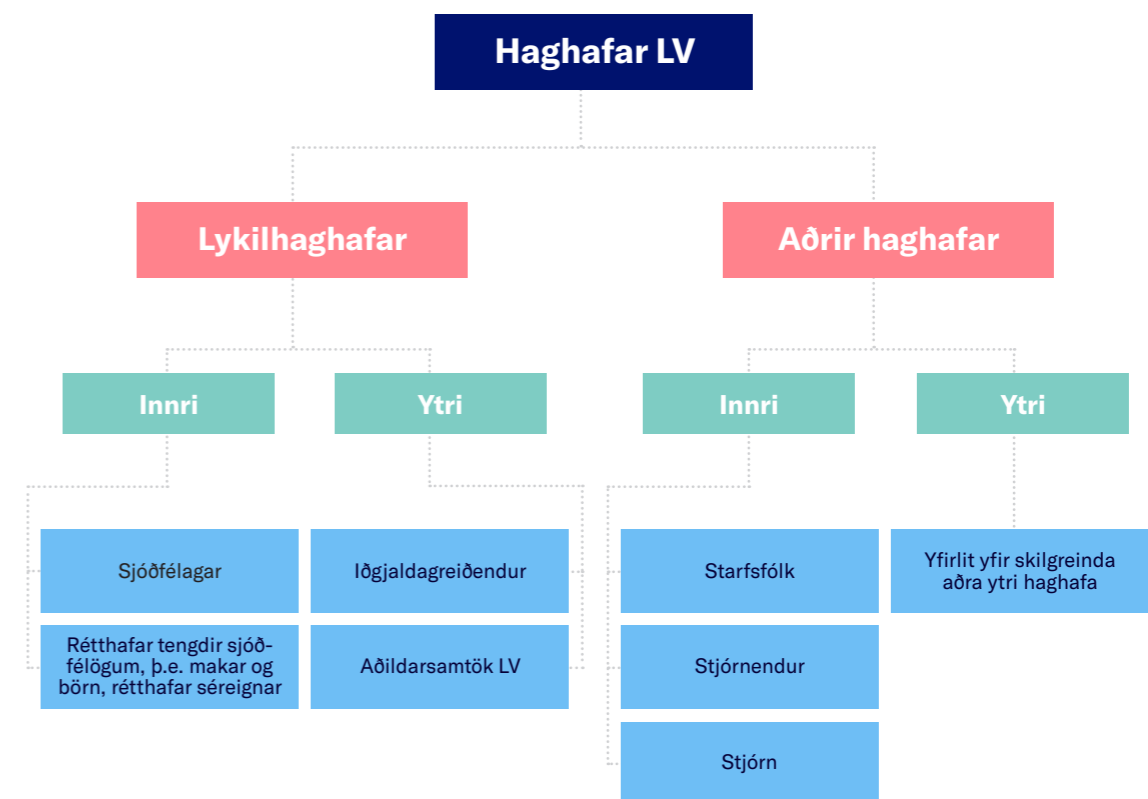 Haghafar LV
Lykilhaghafar
Aðrir haghafar
Innri
Ytri
Innri
Ytri
Sjóðfélagar
Iðgjaldagreiðendur
Starfsfólk
Yfirlit yfir skilgreinda
aðra ytri haghafa
Rétthafar tengdir sjóð-
félögum, þ.e. makar og
börn, rétthafar séreignar
Aðildarsamtök LV
Stjórnendur
Stjórn